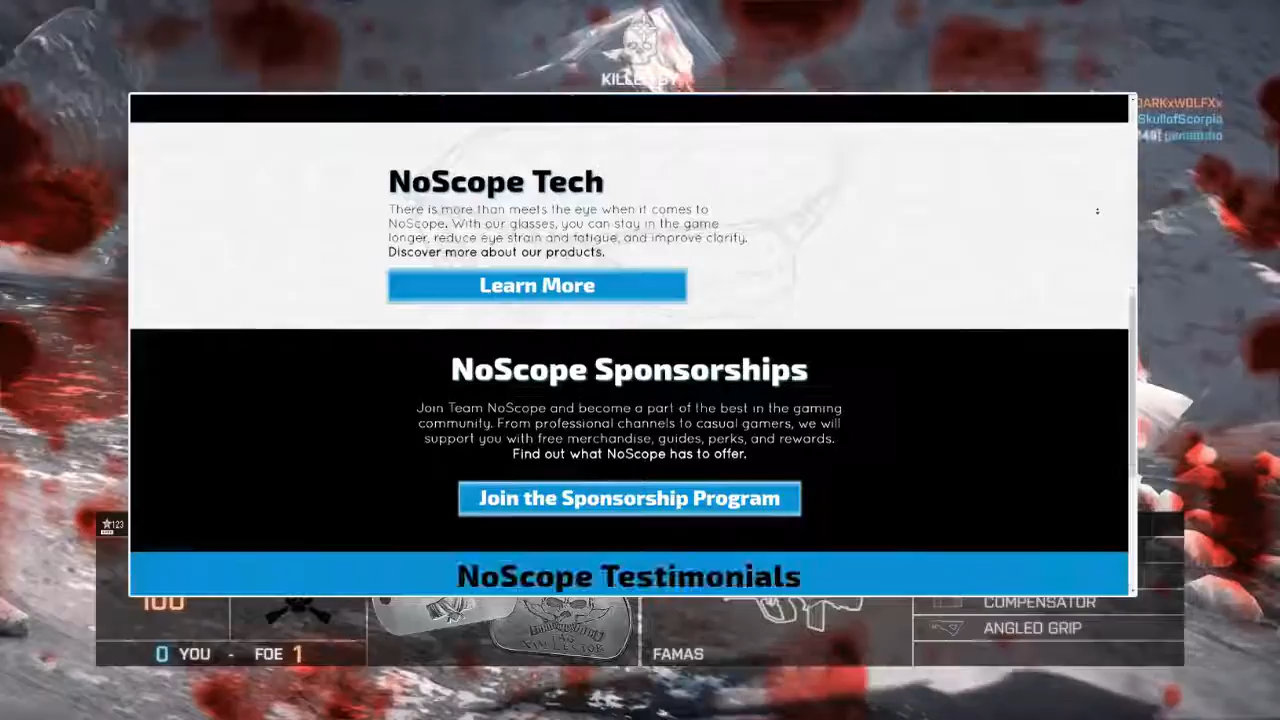 KILLED BY
DARKxWOLFXx
SkullofScorpio
NoScope Tech
There is more than meets the eye when it comes to
NoScope. With our glasses, you can stay in the game
longer, reduce eye strain and fatigue, and improve clarify.
Discover more about our products.
Learn More
NoScope Sponsorships
Join Team NoScope and become a part of the best in the gaming
community. From professional channels to casual gamers, we will
support you with free merchandise, guides, perks, and rewards.
Find out what NoScope has to offer.
Join the Sponsorship Program
123
NoScope Testimonials
100
COMPENSATOR
ANGLED GRIP
0 YOU - FOE 1
FAMAS